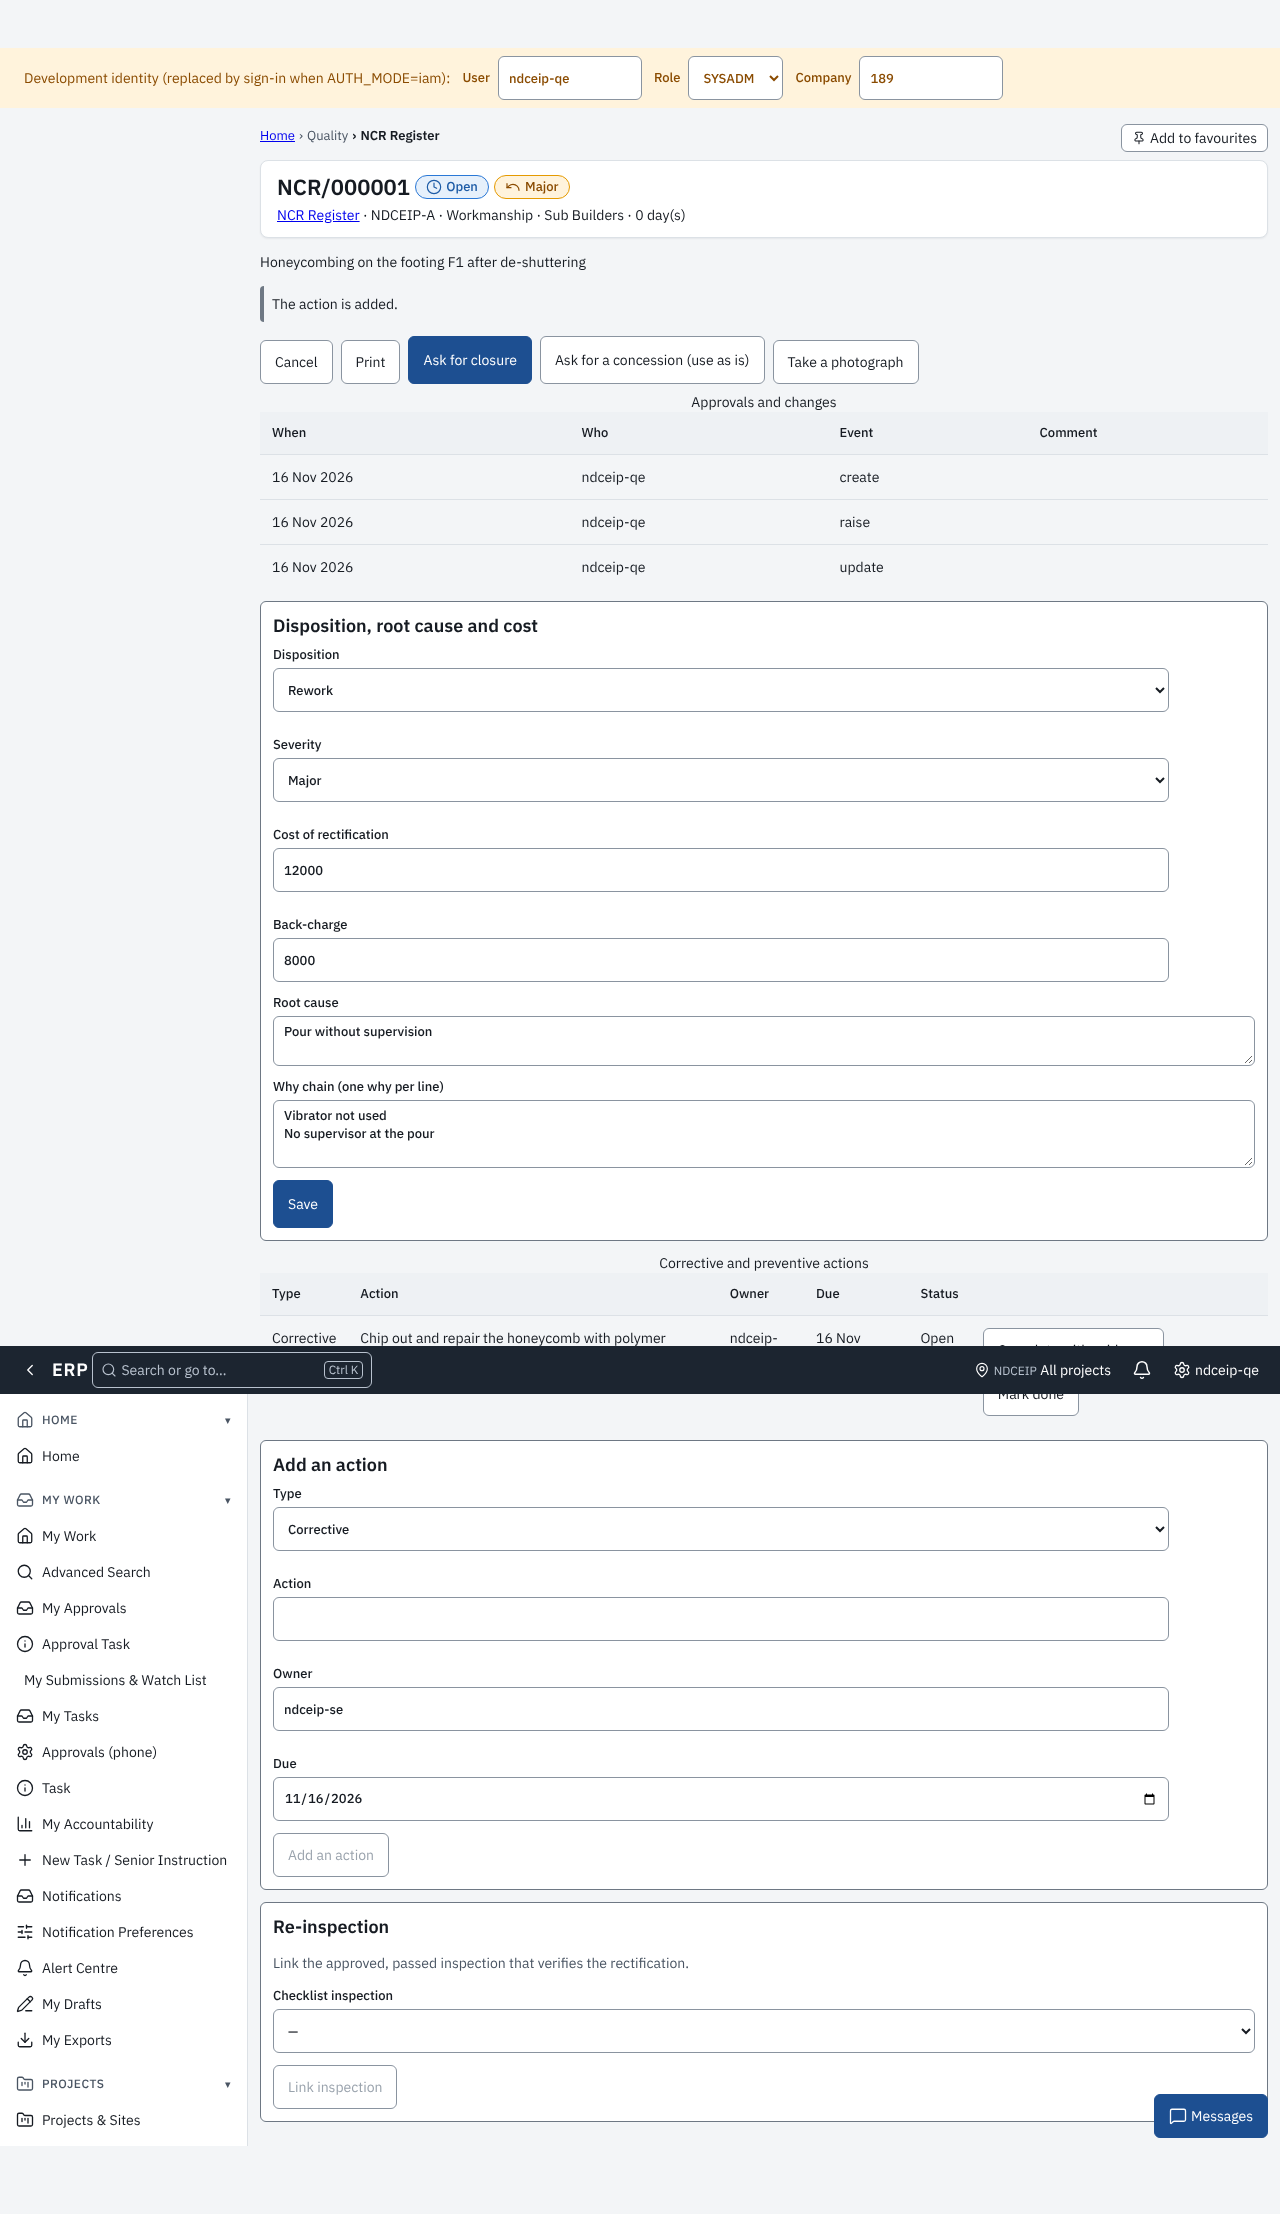 Development identity (replaced by sign-in when AUTH_MODE=iam): User ndceip-qe Role SYSADM Company 189
Home › Quality › NCR Register
Add to favourites
NCR/000001 Open Major
NCR Register · NDCEIP-A · Workmanship · Sub Builders · 0 day(s)
Honeycombing on the footing F1 after de-shuttering
The action is added.
Cancel Print Ask for closure Ask for a concession (use as is) Take a photograph
Approvals and changes
When Who Event Comment
16 Nov 2026 ndceip-qe create
16 Nov 2026 ndceip-qe raise
16 Nov 2026 ndceip-qe update
Disposition, root cause and cost
Disposition
Rework
Severity
Major
Cost of rectification
12000
Back-charge
8000
Root cause
Pour without supervision
Why chain (one why per line)
Vibrator not used
No supervisor at the pour
Save
Corrective and preventive actions
Type Action Owner Due Status
Corrective Chip out and repair the honeycomb with polymer ndceip- 16 Nov Open
ERP Search or go to... Ctrl K NDCEIP All projects ndceip-qe
Mark done
HOME
Home
MY WORK
My Work
Advanced Search
My Approvals
Approval Task
My Submissions & Watch List
My Tasks
Approvals (phone)
Task
My Accountability
New Task / Senior Instruction
Notifications
Notification Preferences
Alert Centre
My Drafts
My Exports
PROJECTS
Projects & Sites
Add an action
Type
Corrective
Action
Owner
ndceip-se
Due
11/16/2026
Add an action
Re-inspection
Link the approved, passed inspection that verifies the rectification.
Checklist inspection
—
Link inspection
Messages